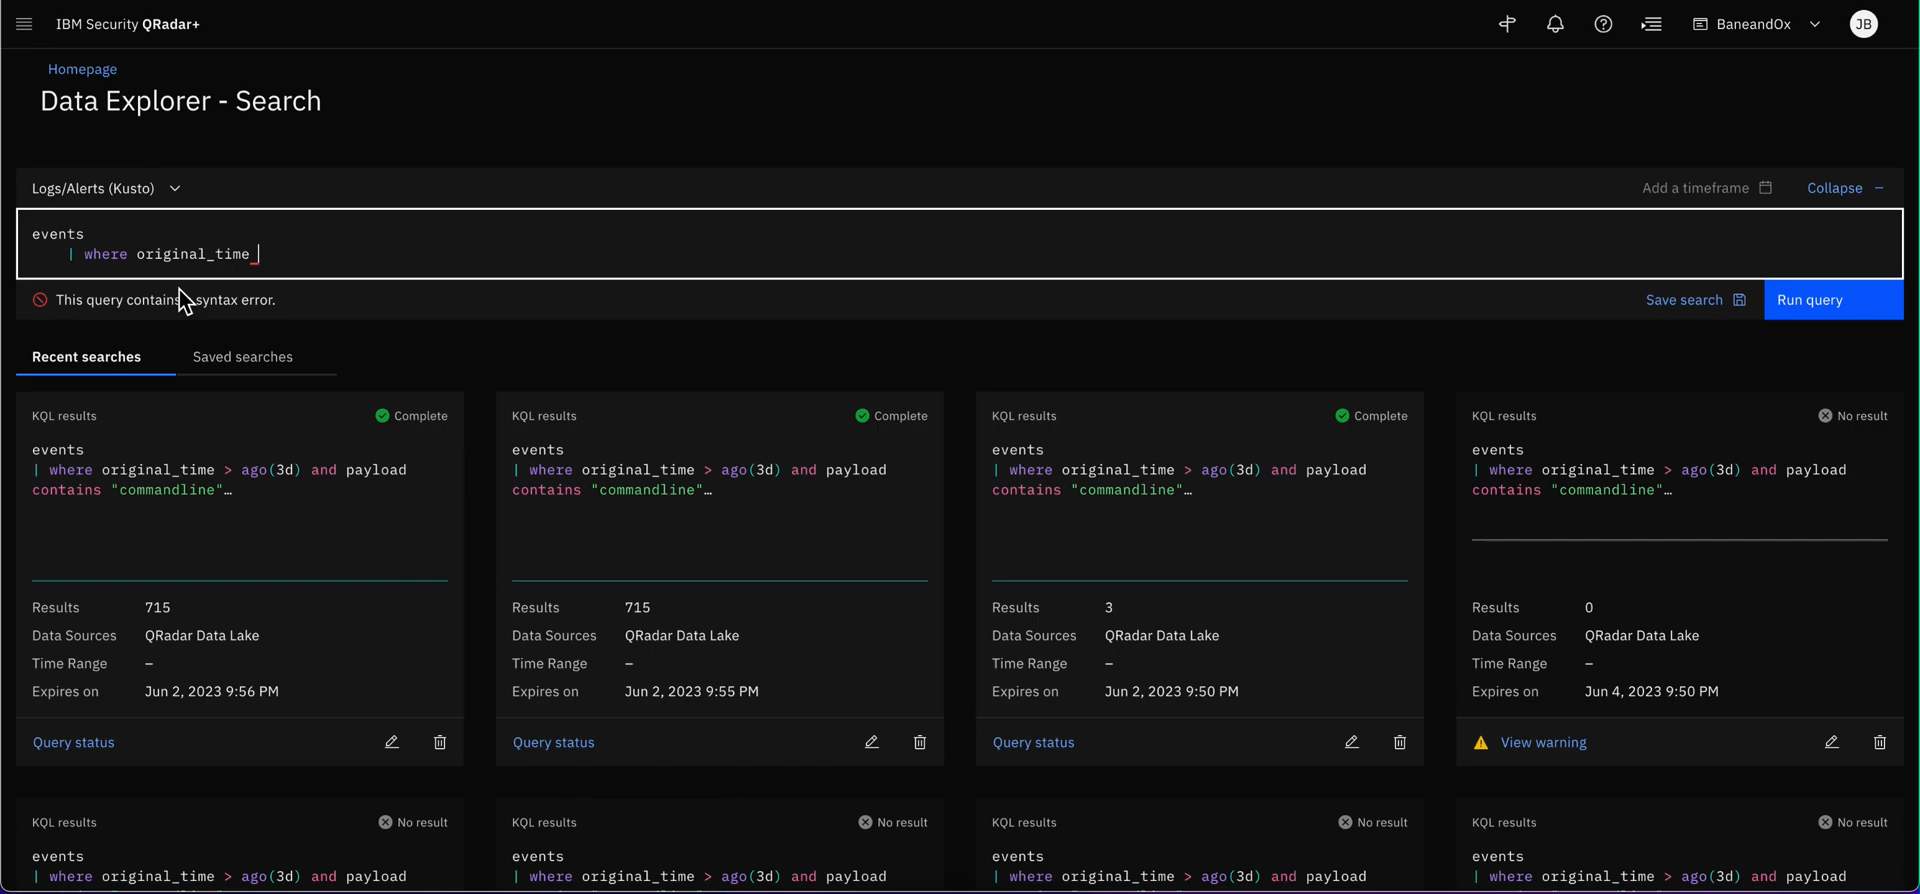 IBM Security QRadar+
BaneandOx
JB
Homepage
Data Explorer - Search
Logs/Alerts (Kusto)
Add a timeframe
Collapse
events
| where original_time
This query contains syntax error.
Save search
Run query
Recent searches
Saved searches
KQL results
Complete
events
| where original_time > ago(3d) and payload
contains "commandline"…
Results 715
Data Sources QRadar Data Lake
Time Range –
Expires on Jun 2, 2023 9:56 PM
Query status
KQL results
Complete
events
| where original_time > ago(3d) and payload
contains "commandline"…
Results 715
Data Sources QRadar Data Lake
Time Range –
Expires on Jun 2, 2023 9:55 PM
Query status
KQL results
Complete
events
| where original_time > ago(3d) and payload
contains "commandline"…
Results 3
Data Sources QRadar Data Lake
Time Range –
Expires on Jun 2, 2023 9:50 PM
Query status
KQL results
No result
events
| where original_time > ago(3d) and payload
contains "commandline"…
Results 0
Data Sources QRadar Data Lake
Time Range –
Expires on Jun 4, 2023 9:50 PM
View warning
KQL results
No result
events
| where original_time > ago(3d) and payload
KQL results
No result
events
| where original_time > ago(3d) and payload
KQL results
No result
events
| where original_time > ago(3d) and payload
KQL results
No result
events
| where original_time > ago(3d) and payload